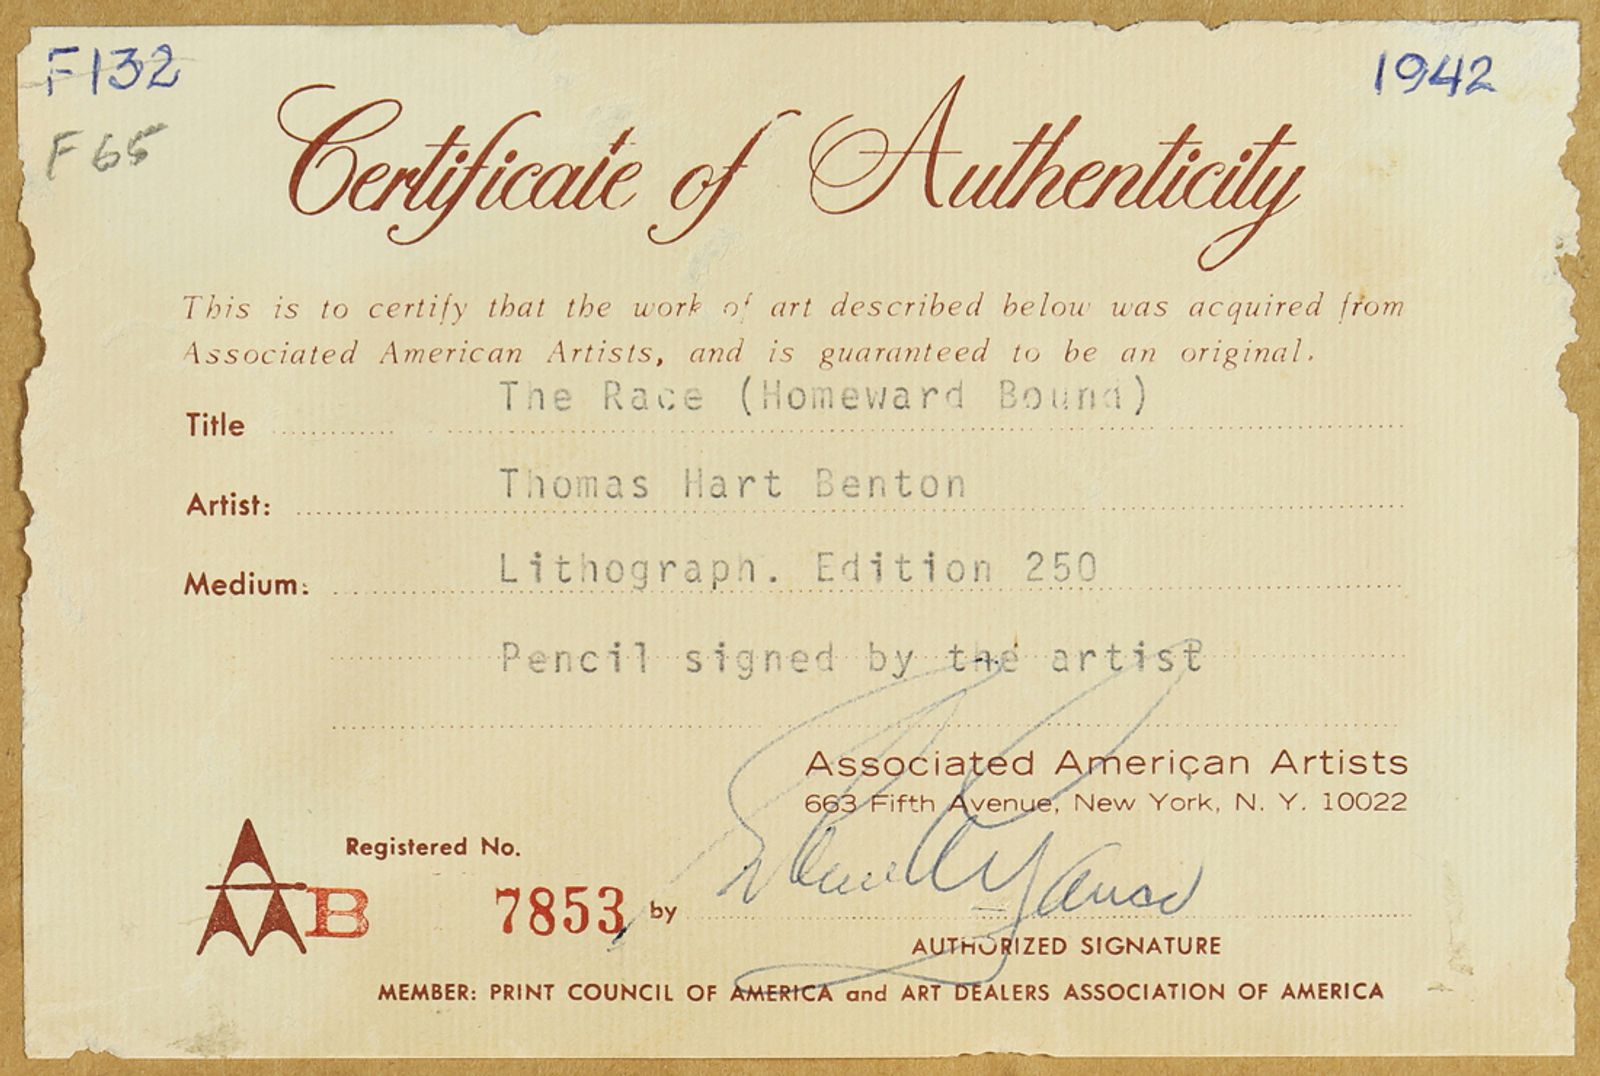 F132
1942
F65
Certificate of Authenticity
This is to certify that the work of art described below was acquired from
Associated American Artists, and is guaranteed to be an original.
Title The Race (Homeward Bound)
Artist: Thomas Hart Benton
Medium: Lithograph. Edition 250
Pencil signed by the artist
Associated American Artists
663 Fifth Avenue, New York, N. Y. 10022
Registered No.
AAA B
7853 by
AUTHORIZED SIGNATURE
MEMBER: PRINT COUNCIL OF AMERICA and ART DEALERS ASSOCIATION OF AMERICA